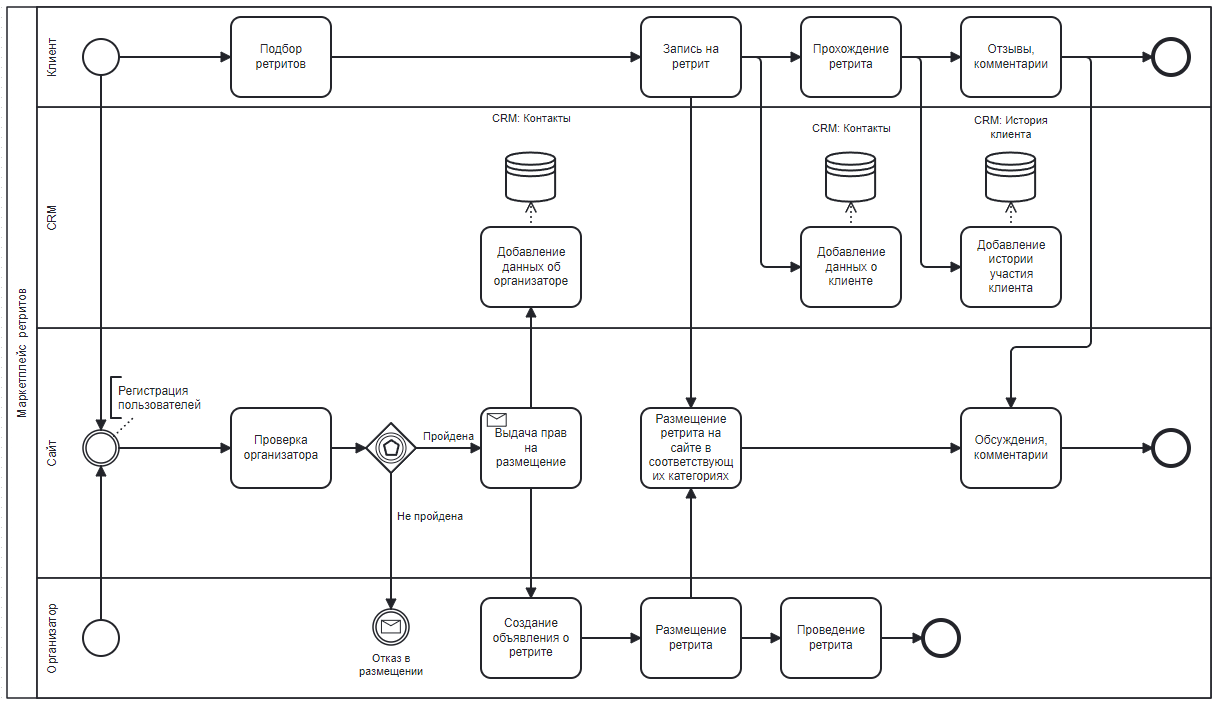 Маркетплейс ретритов
Клиент
Подбор
ретритов
Запись на
ретрит
Прохождение
ретрита
Отзывы,
комментарии
CRM
CRM: Контакты
CRM: Контакты
CRM: История
клиента
Добавление
данных об
организаторе
Добавление
данных о
клиенте
Добавление
истории
участия
клиента
Сайт
Регистрация
пользователей
Проверка
организатора
Пройдена
Не пройдена
Выдача прав
на
размещение
Размещение
ретрита на
сайте в
соответствующ
их категориях
Обсуждения,
комментарии
Организатор
Отказ в
размещении
Создание
объявления о
ретрите
Размещение
ретрита
Проведение
ретрита